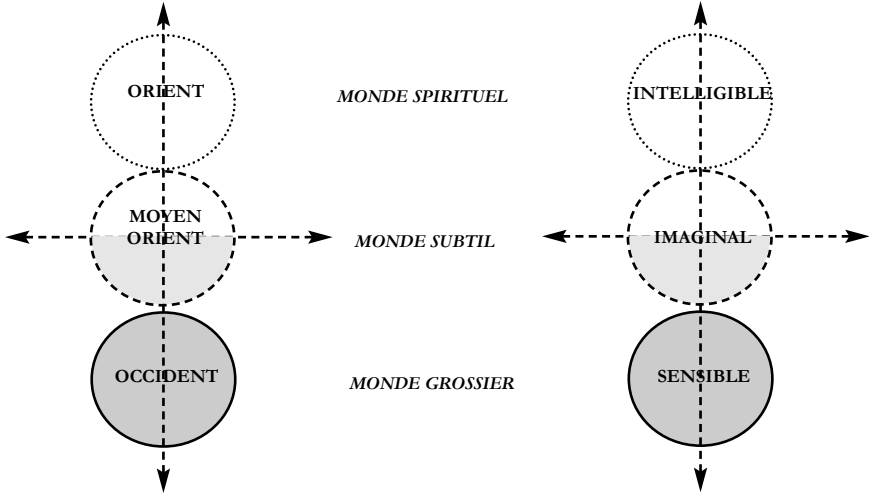 ORIENT
MONDE SPIRITUEL
INTELLIGIBLE
MOYEN
ORIENT
MONDE SUBTIL
IMAGINAL
OCCIDENT
MONDE GROSSIER
SENSIBLE